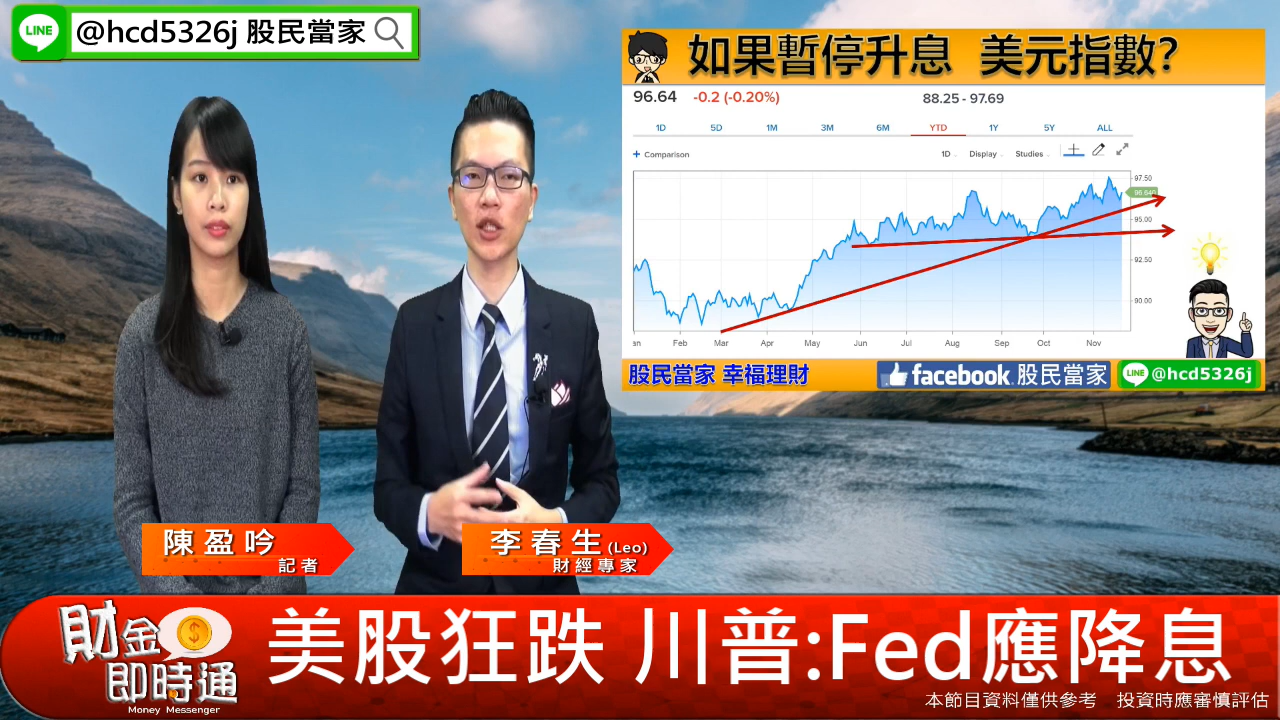 LINE @hcd5326j 股民當家
如果暫停升息 美元指數?
96.64 -0.2 (-0.20%) 88.25 - 97.69
1D 5D 1M 3M 6M YTD 1Y 5Y ALL
+ Comparison 1D Display Studies
97.50
96.640
95.00
92.50
90.00
an Feb Mar Apr May Jun Jul Aug Sep Oct Nov
股民當家 幸福理財 facebook 股民當家 LINE @hcd5326j
陳盈吟
記者
李春生 (Leo)
財經專家
財金
即時通
Money Messenger
美股狂跌 川普:Fed應降息
本節目資料僅供參考 投資時應審慎評估